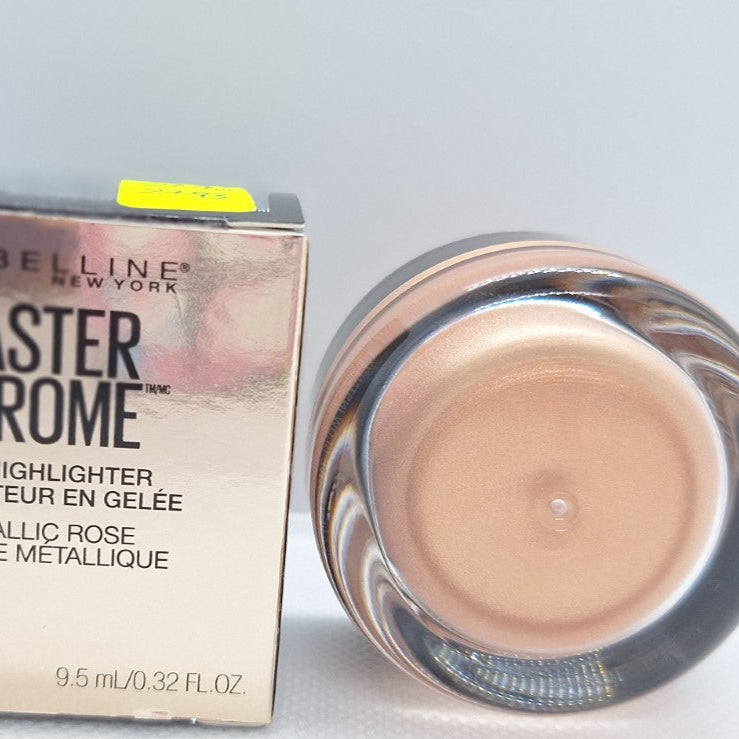 BELLINE®
NEW YORK
ASTER
ROME TM/MC
HIGHLIGHTER
TEUR EN GELÉE
ALLIC ROSE
E MÉTALLIQUE
9.5 mL/0.32 FL.OZ.